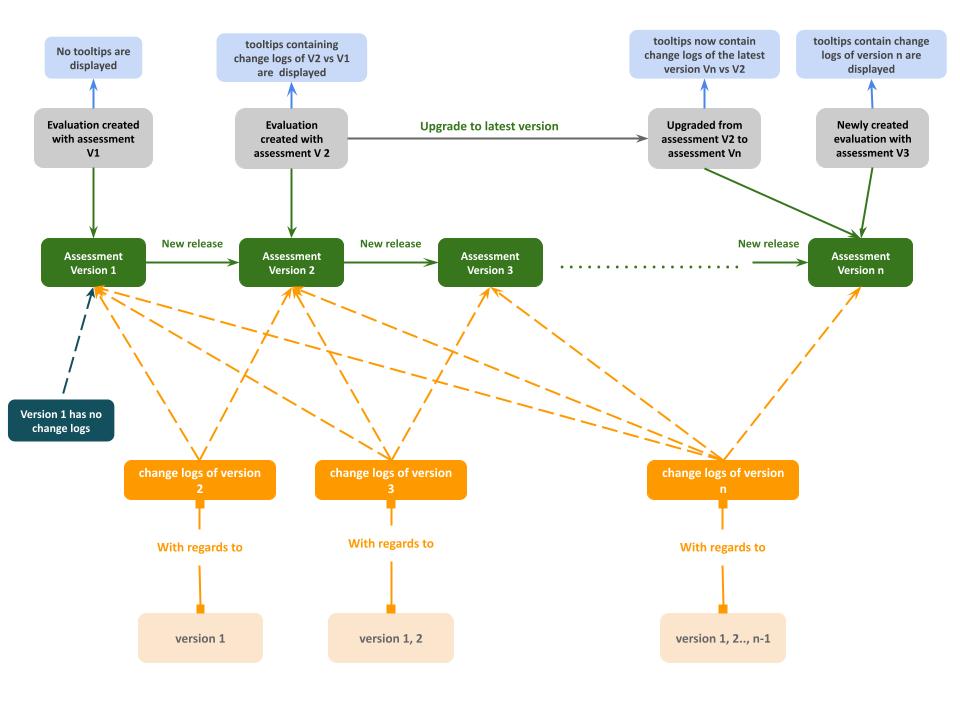 No tooltips are
displayed
tooltips containing
change logs of V2 vs V1
are displayed
tooltips now contain
change logs of the latest
version Vn vs V2
tooltips contain change
logs of version n are
displayed
Evaluation created
with assessment
V1
Evaluation
created with
assessment V 2
Upgrade to latest version
Upgraded from
assessment V2 to
assessment Vn
Newly created
evaluation with
assessment V3
Assessment
Version 1
New release
Assessment
Version 2
New release
Assessment
Version 3
New release
Assessment
Version n
Version 1 has no
change logs
change logs of version
2
change logs of version
3
change logs of version
n
With regards to
With regards to
With regards to
version 1
version 1, 2
version 1, 2.., n-1